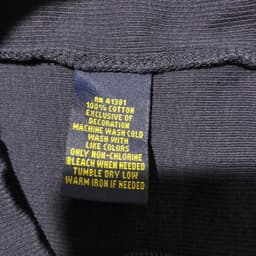 RN 41381
100% COTTON
EXCLUSIVE OF
DECORATION
MACHINE WASH COLD
WASH WITH
LIKE COLORS
ONLY NON-CHLORINE
BLEACH WHEN NEEDED
TUMBLE DRY LOW
WARM IRON IF NEEDED